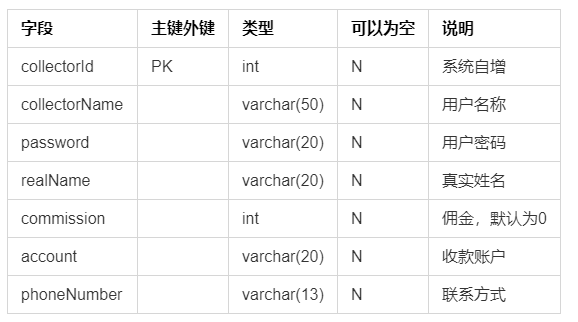 字段 主键外键 类型 可以为空 说明
collectorId PK int N 系统自增
collectorName varchar(50) N 用户名称
password varchar(20) N 用户密码
realName varchar(20) N 真实姓名
commission int N 佣金，默认为0
account varchar(20) N 收款账户
phoneNumber varchar(13) N 联系方式